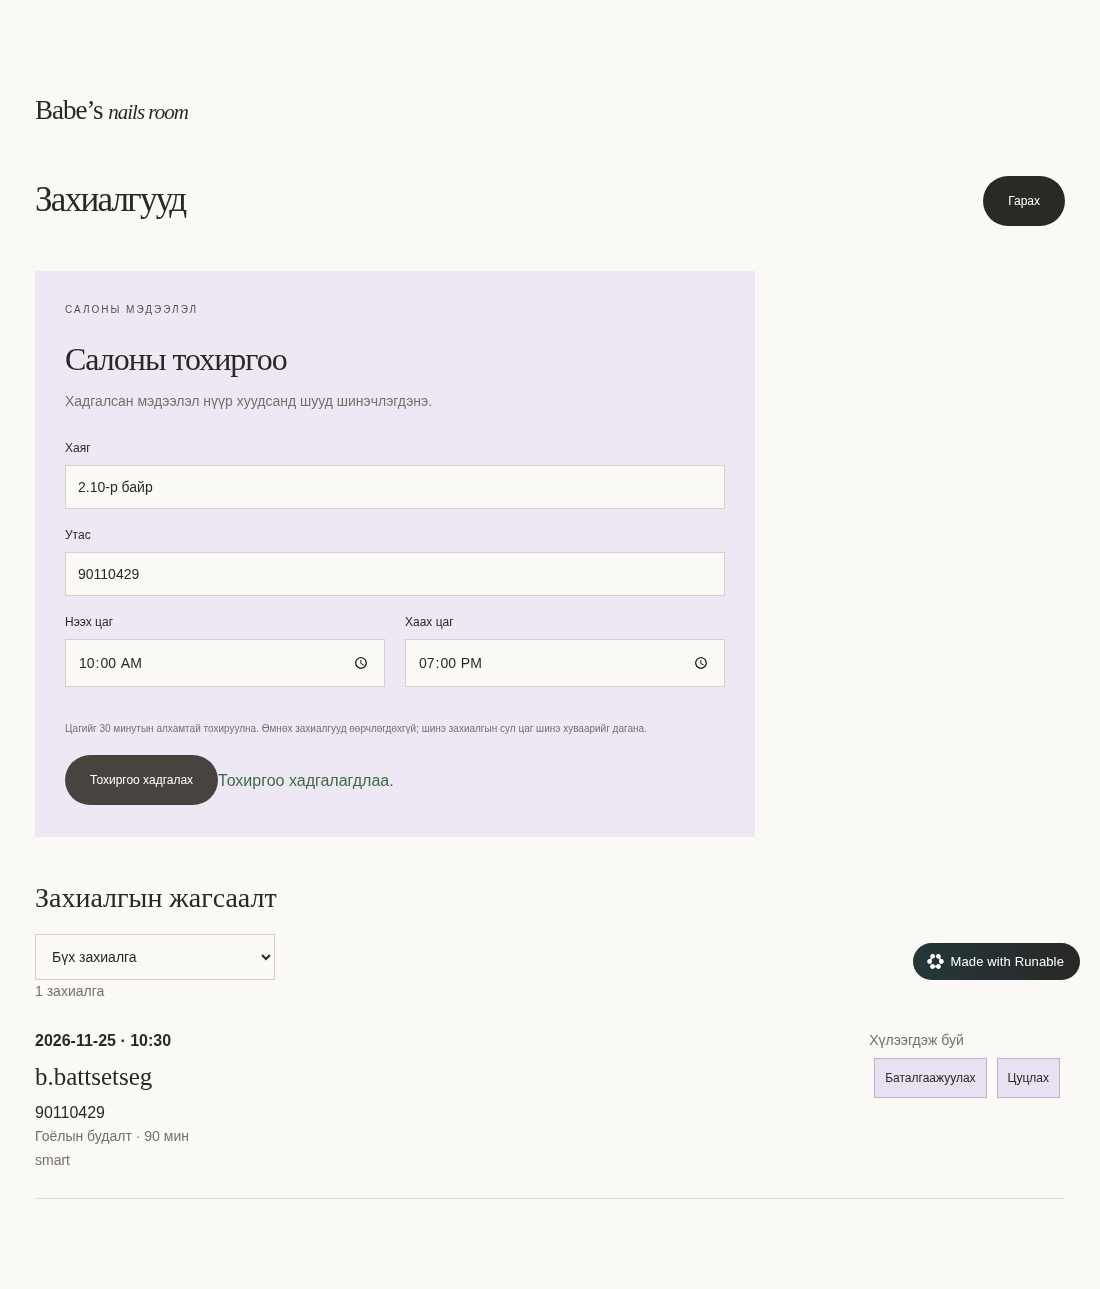 Babe’s nails room
Захиалгууд
Гарах
САЛОНЫ МЭДЭЭЛЭЛ
Салоны тохиргоо
Хадгалсан мэдээлэл нүүр хуудсанд шууд шинэчлэгдэнэ.
Хаяг
2.10-р байр
Утас
90110429
Нээх цаг
Хаах цаг
10:00 AM
07:00 PM
Цагийг 30 минутын алхамтай тохируулна. Өмнөх захиалгууд өөрчлөгдөхгүй; шинэ захиалгын сул цаг шинэ хуваарийг дагана.
Тохиргоо хадгалах
Тохиргоо хадгалагдлаа.
Захиалгын жагсаалт
Бүх захиалга
Made with Runable
1 захиалга
2026-11-25 · 10:30
Хүлээгдэж буй
b.battsetseg
Баталгаажуулах
Цуцлах
90110429
Гоёлын будалт · 90 мин
smart